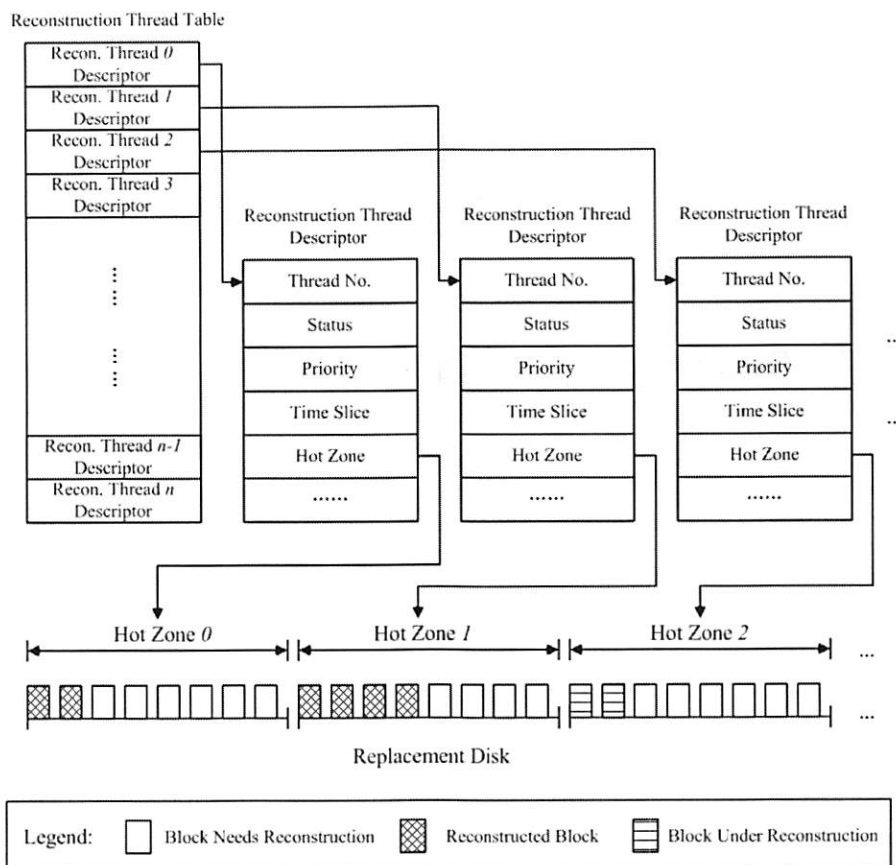 Reconstruction Thread Table
Recon. Thread 0
Descriptor
Recon. Thread 1
Descriptor
Recon. Thread 2
Descriptor
Recon. Thread 3
Descriptor
......
......
Recon. Thread n-1
Descriptor
Recon. Thread n
Descriptor
Reconstruction Thread
Descriptor
Thread No.
Status
Priority
Time Slice
Hot Zone
......
Reconstruction Thread
Descriptor
Thread No.
Status
Priority
Time Slice
Hot Zone
......
Reconstruction Thread
Descriptor
Thread No.
Status
Priority
Time Slice
Hot Zone
......
...
...
Hot Zone 0
Hot Zone 1
Hot Zone 2
...
...
Replacement Disk
Legend: Block Needs Reconstruction Reconstructed Block Block Under Reconstruction